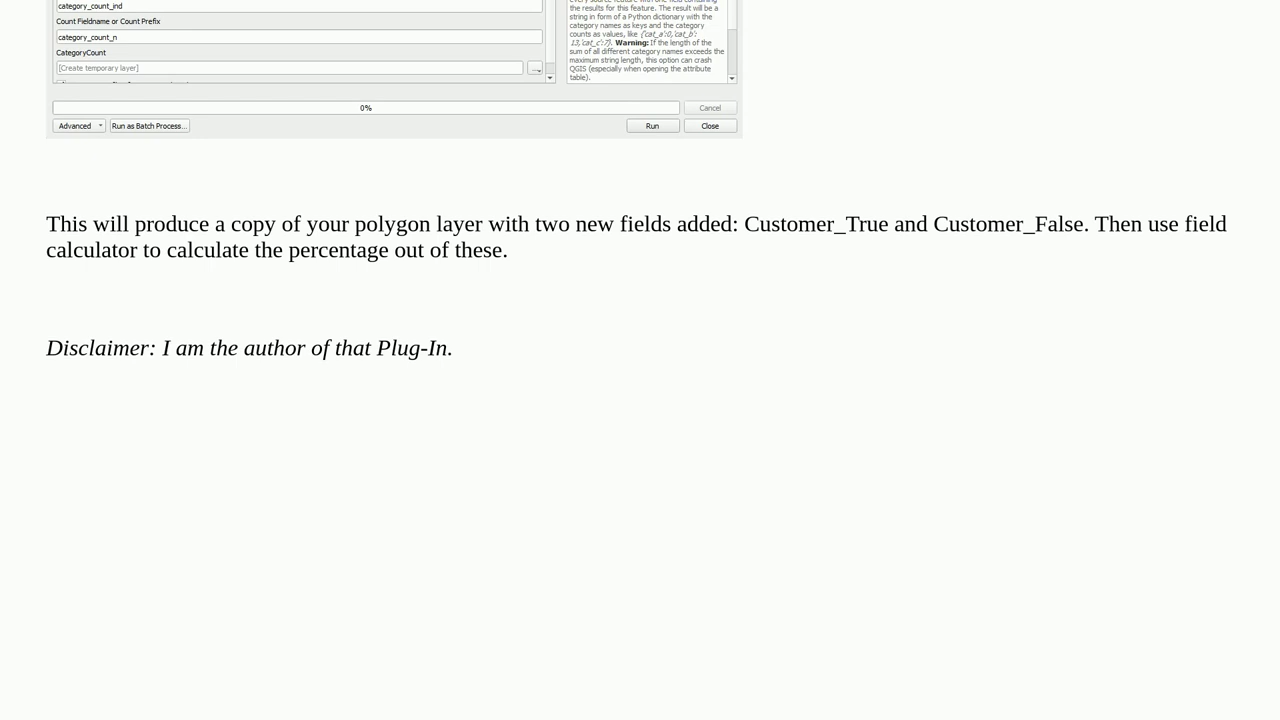 category_count_ind
Count Fieldname or Count Prefix
category_count_n
CategoryCount
[Create temporary layer]
...
the results for this feature. The result will be a
string in form of a Python dictionary with the
category names as keys and the category
counts as values, like {'cat_a':0,'cat_b':
13,'cat_c':7}. Warning: If the length of the
sum of all different category names exceeds the
maximum string length, this option can crash
QGIS (especially when opening the attribute
table).
0%
Cancel
Advanced
Run as Batch Process...
Run
Close
This will produce a copy of your polygon layer with two new fields added: Customer_True and Customer_False. Then use field
calculator to calculate the percentage out of these.
Disclaimer: I am the author of that Plug-In.